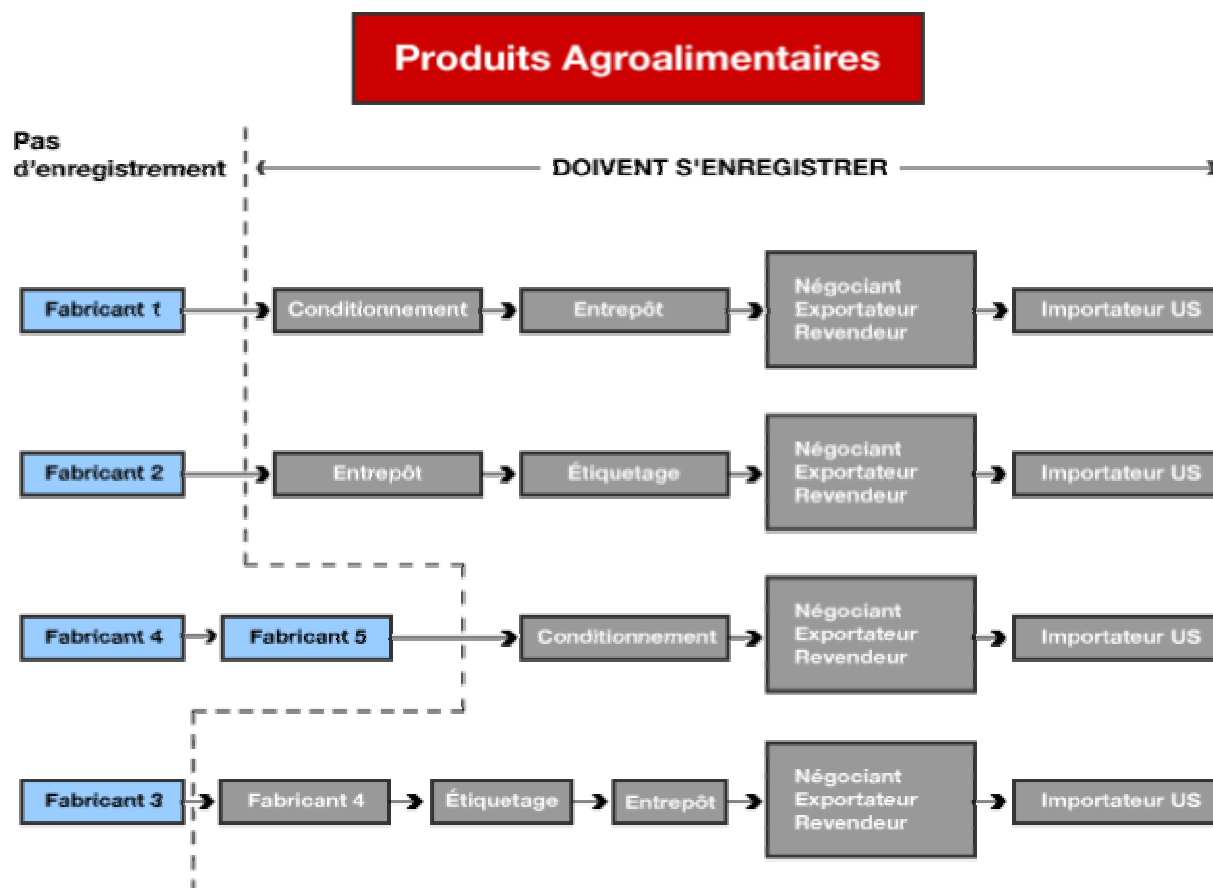 Produits Agroalimentaires
Pas
d'enregistrement
DOIVENT S'ENREGISTRER
Fabricant 1
Conditionnement
Entrepôt
Négociant
Exportateur
Revendeur
Importateur US
Fabricant 2
Entrepôt
Étiquetage
Négociant
Exportateur
Revendeur
Importateur US
Fabricant 4
Fabricant 5
Conditionnement
Négociant
Exportateur
Revendeur
Importateur US
Fabricant 3
Fabricant 4
Étiquetage
Entrepôt
Négociant
Exportateur
Revendeur
Importateur US